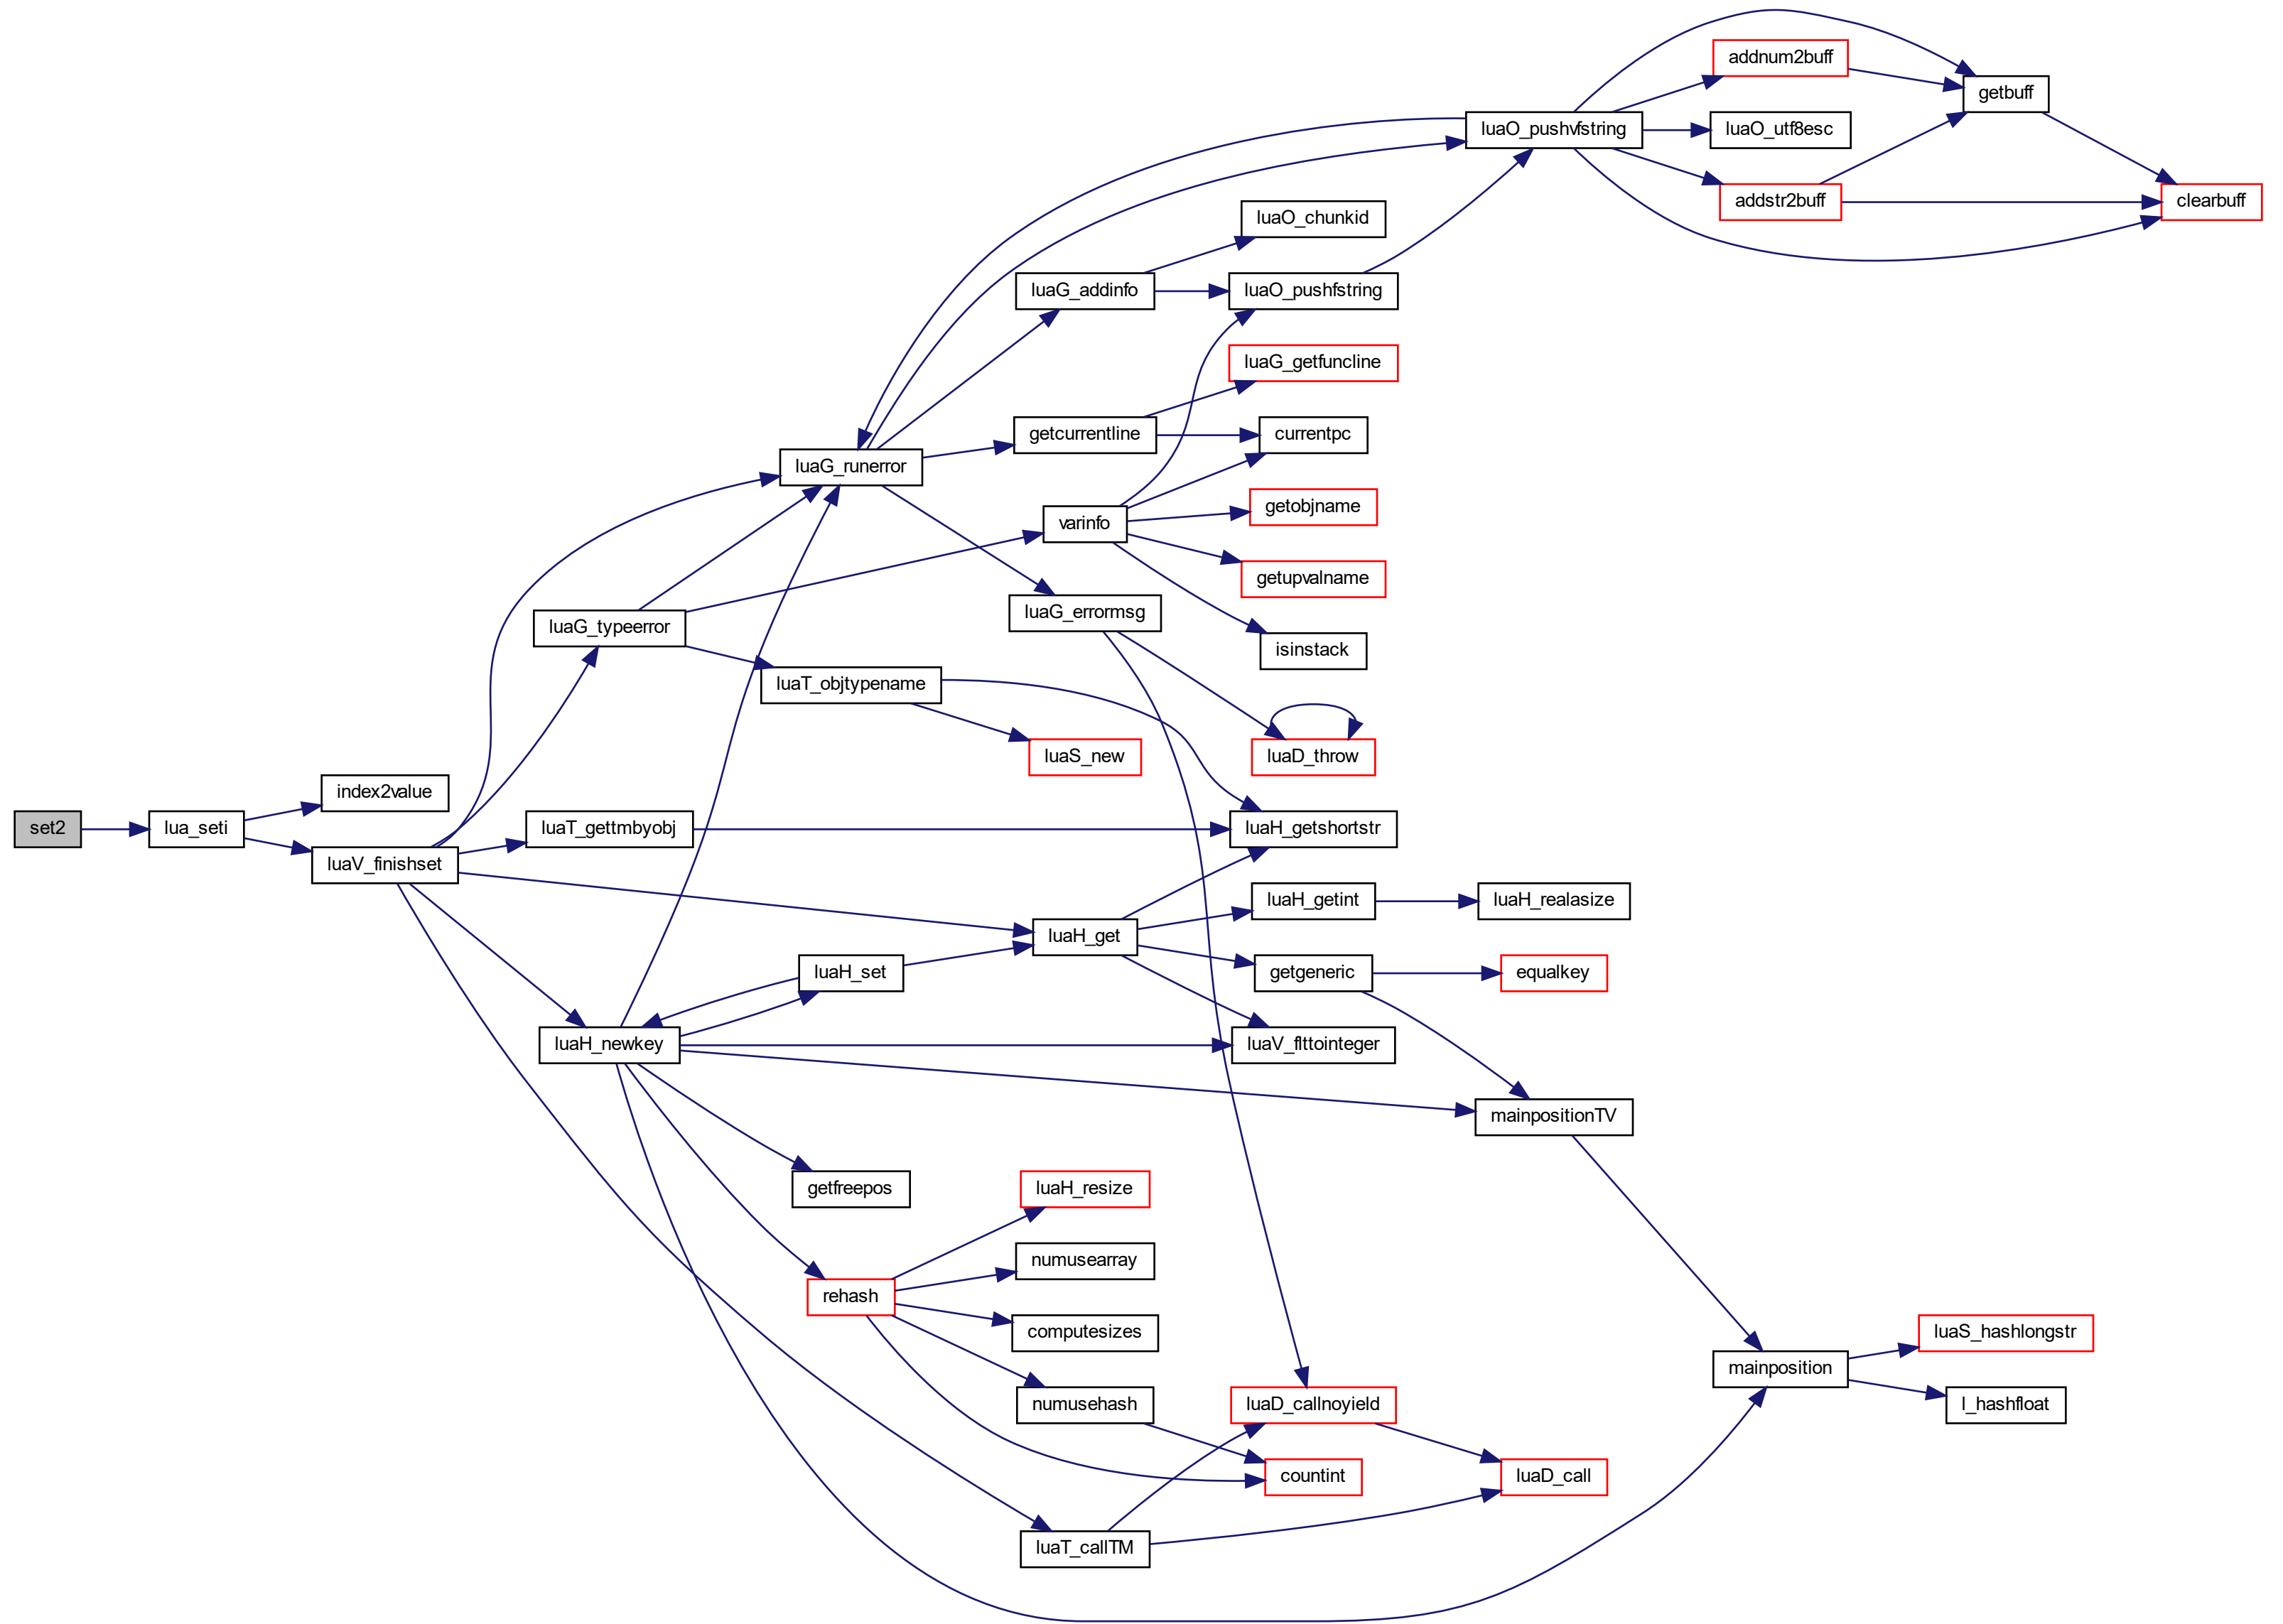 set2
lua_seti
index2value
luaV_finishset
luaG_typeerror
luaT_gettmbyobj
luaH_newkey
luaG_runerror
luaT_objtypename
luaH_set
getfreepos
rehash
luaG_addinfo
getcurrentline
varinfo
luaG_errormsg
luaS_new
luaH_get
luaH_resize
numusearray
computesizes
numusehash
luaT_callTM
luaO_chunkid
luaO_pushfstring
luaG_getfuncline
currentpc
getobjname
getupvalname
isinstack
luaD_throw
luaH_getshortstr
luaH_getint
getgeneric
luaV_flttointeger
luaD_callnoyield
countint
luaO_pushvfstring
luaH_realasize
equalkey
mainpositionTV
luaD_call
addnum2buff
luaO_utf8esc
addstr2buff
mainposition
getbuff
luaS_hashlongstr
l_hashfloat
clearbuff